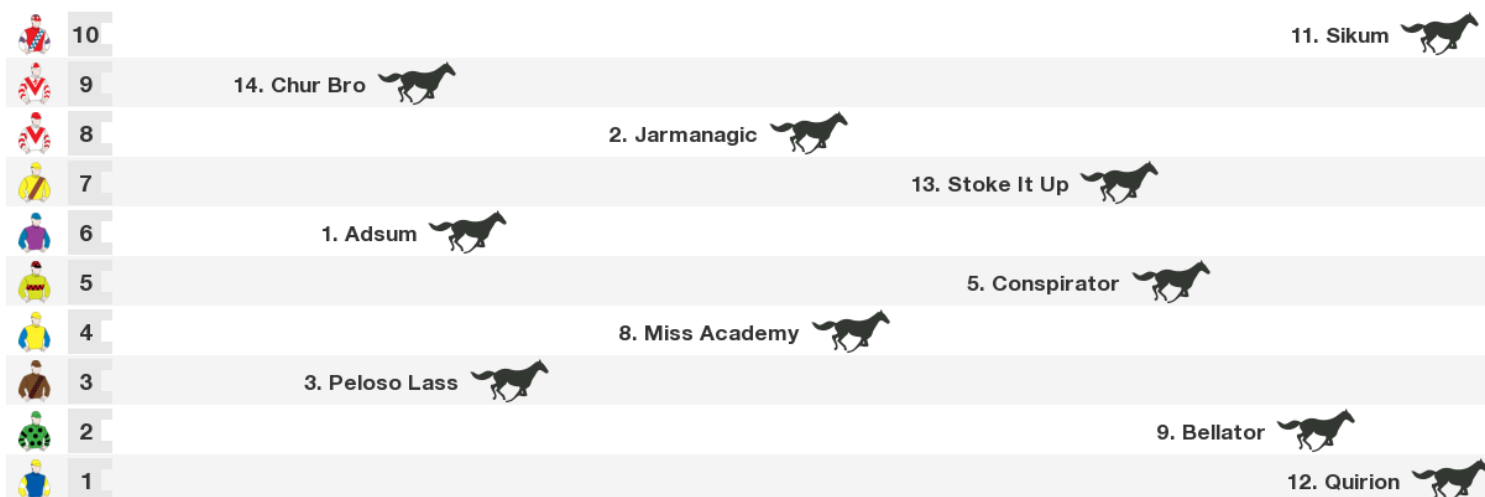 10 11. Sikum
9 14. Chur Bro
8 2. Jarmanagic
7 13. Stoke It Up
6 1. Adsum
5 5. Conspirator
4 8. Miss Academy
3 3. Peloso Lass
2 9. Bellator
1 12. Quirion